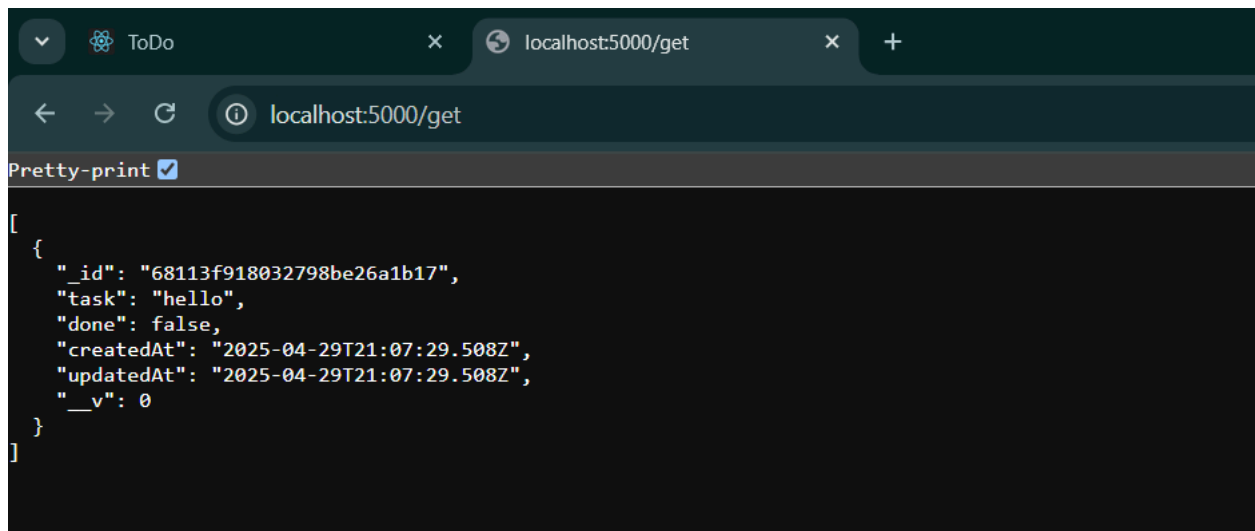 ToDo
localhost:5000/get
localhost:5000/get
Pretty-print
[
  {
    "_id": "68113f918032798be26a1b17",
    "task": "hello",
    "done": false,
    "createdAt": "2025-04-29T21:07:29.508Z",
    "updatedAt": "2025-04-29T21:07:29.508Z",
    "__v": 0
  }
]